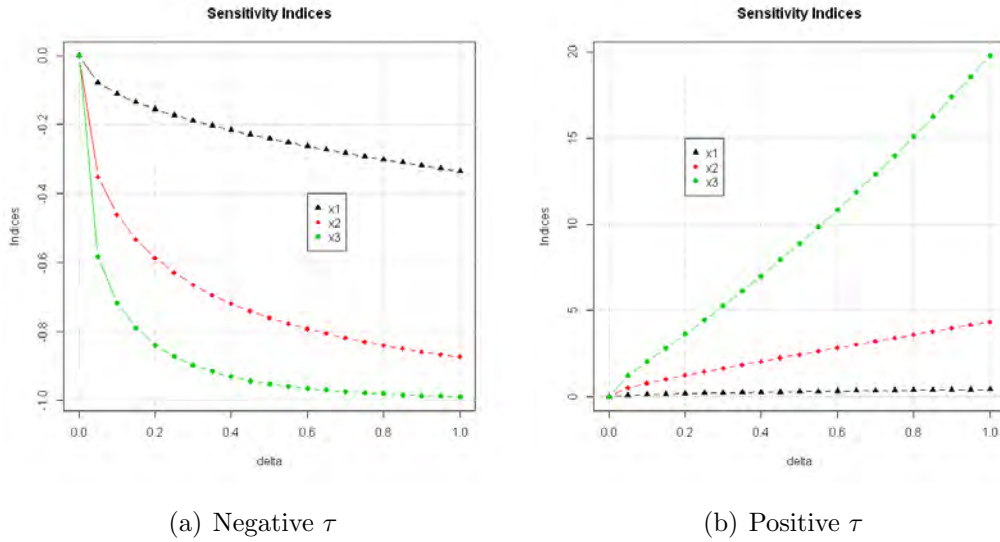 Sensitivity Indices
Indices
0.0
-0.2
-0.4
-0.6
-0.8
-1.0
x1
x2
x3
0.0 0.2 0.4 0.6 0.8 1.0
delta
(a) Negative τ
Sensitivity Indices
Indices
20
15
10
5
0
x1
x2
x3
0.0 0.2 0.4 0.6 0.8 1.0
delta
(b) Positive τ